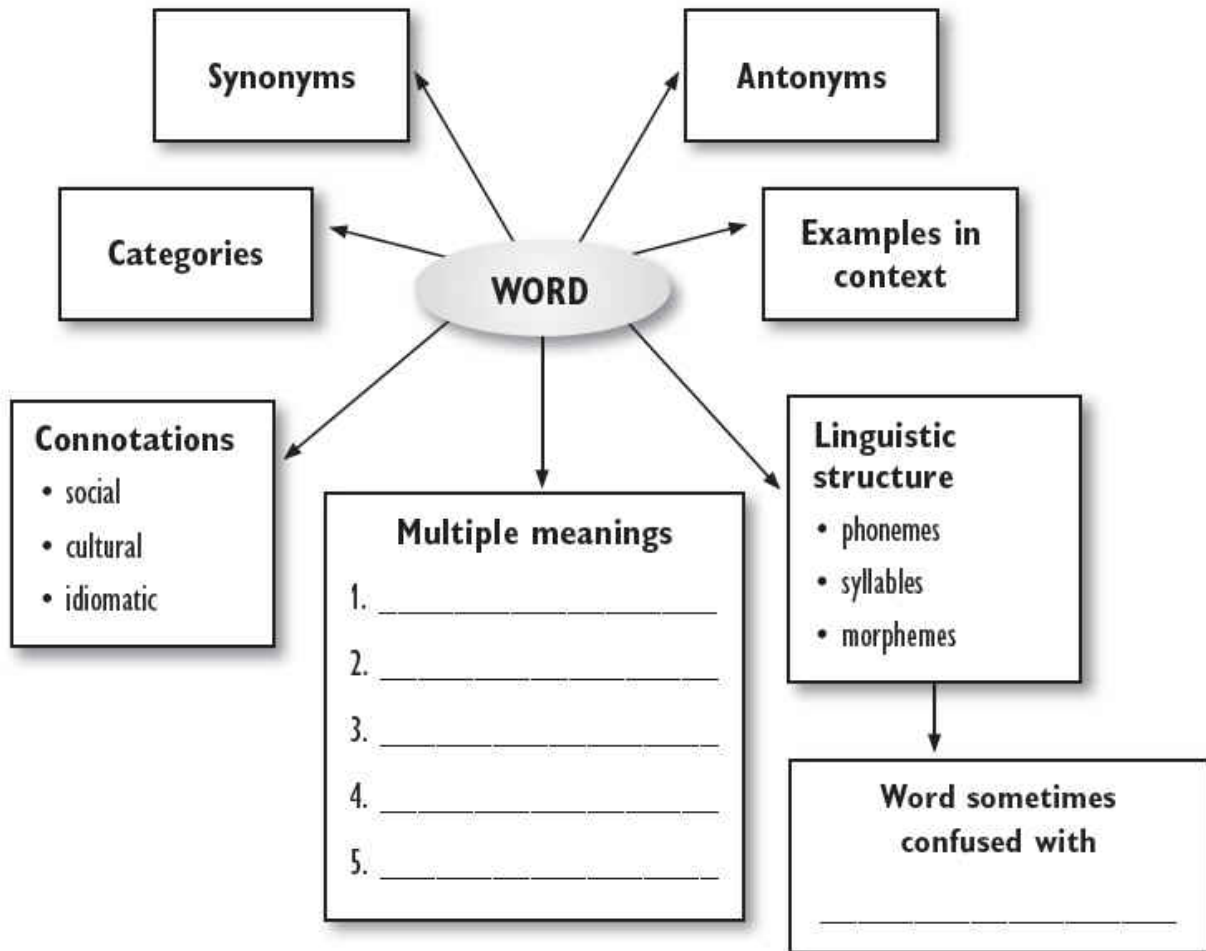 Synonyms
Antonyms
Categories
Examples in
context
WORD
Connotations
• social
• cultural
• idiomatic
Multiple meanings
1.
2.
3.
4.
5.
Linguistic
structure
• phonemes
• syllables
• morphemes
Word sometimes
confused with